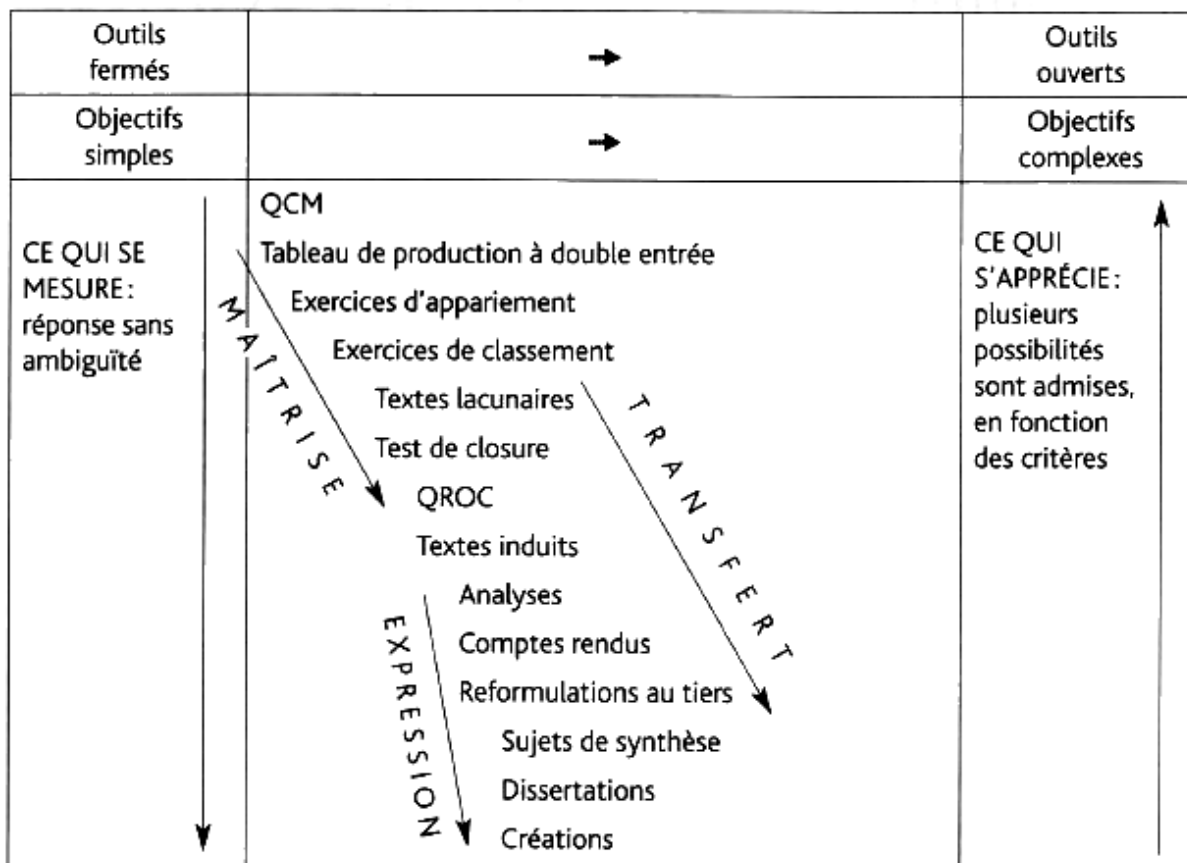 Outils
fermés
➞
Outils
ouverts
Objectifs
simples
➞
Objectifs
complexes
CE QUI SE
MESURE :
réponse sans
ambiguïté
QCM
Tableau de production à double entrée
Exercices d'appariement
Exercices de classement
Textes lacunaires
Test de closure
QROC
Textes induits
Analyses
Comptes rendus
Reformulations au tiers
Sujets de synthèse
Dissertations
Créations
MAÎTRISE
TRANSFERT
EXPRESSION
CE QUI
S'APPRÉCIE :
plusieurs
possibilités
sont admises,
en fonction
des critères